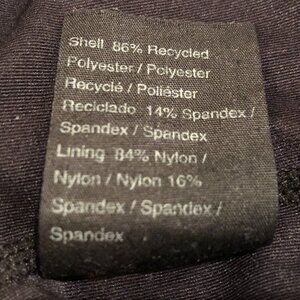 Shell 86% Recycled
Polyester / Polyester
Recyclé / Poliéster
Reciclado 14% Spandex /
Spandex / Spandex
Lining 84% Nylon /
Nylon / Nylon 16%
Spandex / Spandex /
Spandex